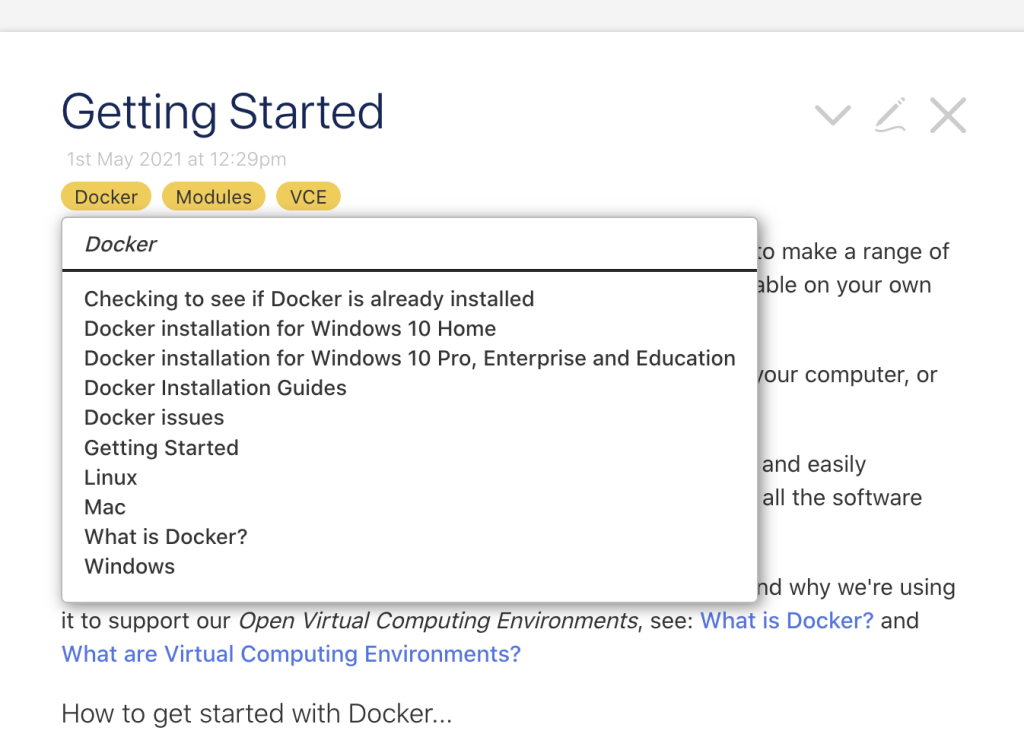 Getting Started
1st May 2021 at 12:29pm
Docker Modules VCE
Docker
Checking to see if Docker is already installed
Docker installation for Windows 10 Home
Docker installation for Windows 10 Pro, Enterprise and Education
Docker Installation Guides
Docker issues
Getting Started
Linux
Mac
What is Docker?
Windows
to make a range of
able on your own
your computer, or
and easily
all the software
nd why we're using
it to support our Open Virtual Computing Environments, see: What is Docker? and
What are Virtual Computing Environments?
How to get started with Docker...